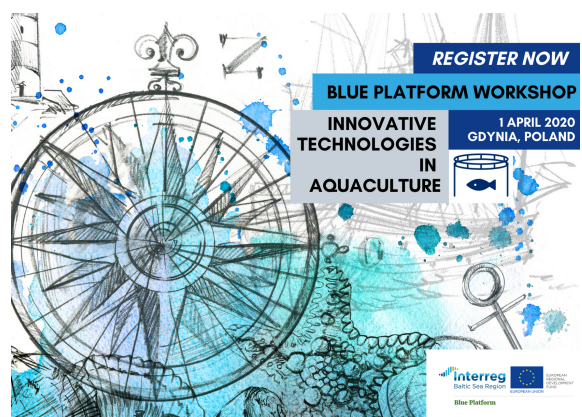 REGISTER NOW
BLUE PLATFORM WORKSHOP
INNOVATIVE
TECHNOLOGIES
IN
AQUACULTURE
1 APRIL 2020
GDYNIA, POLAND
Interreg
Baltic Sea Region
Blue Platform
EUROPEAN UNION
EUROPEAN
REGIONAL
DEVELOPMENT
FUND